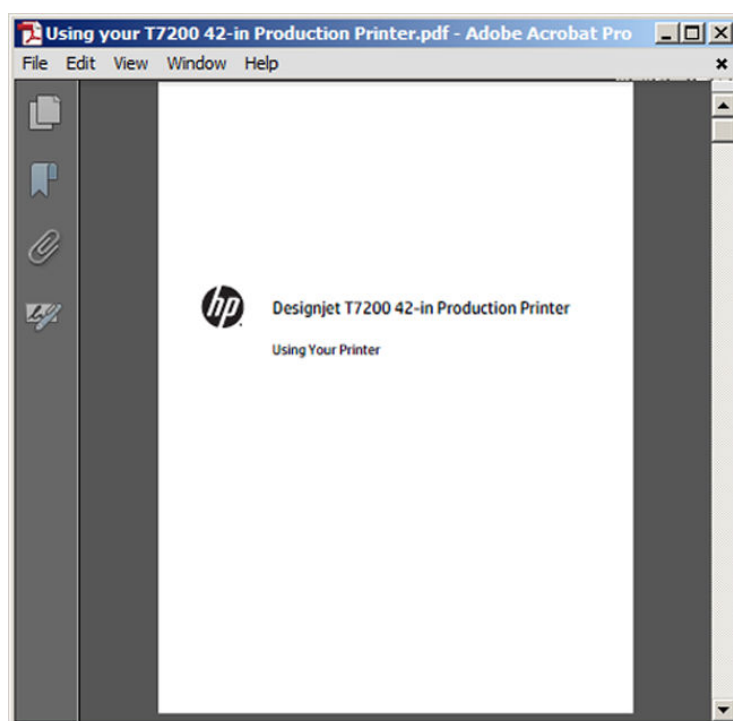 Using your T7200 42-in Production Printer.pdf - Adobe Acrobat Pro
File Edit View Window Help
hp
Designjet T7200 42-in Production Printer
Using Your Printer